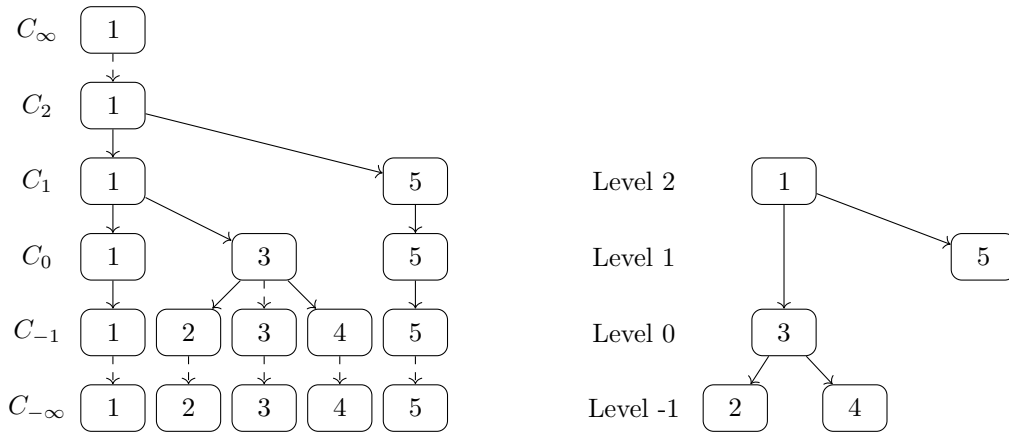 C∞ 1
C2 1
C1 1 5 Level 2 1
C0 1 3 5 Level 1 5
C−1 1 2 3 4 5 Level 0 3
C−∞ 1 2 3 4 5 Level -1 2 4